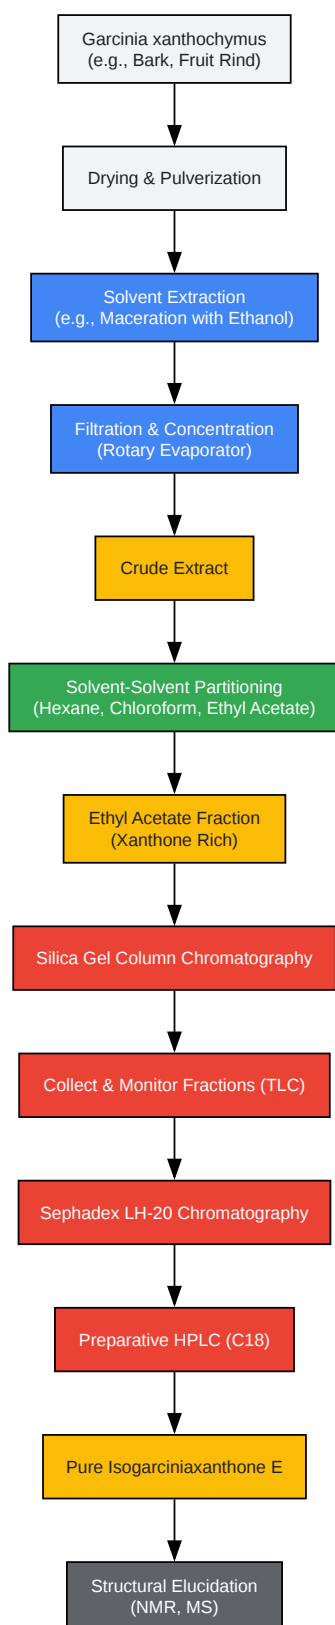 Garcinia xanthochymus
(e.g., Bark, Fruit Rind)
Drying & Pulverization
Solvent Extraction
(e.g., Maceration with Ethanol)
Filtration & Concentration
(Rotary Evaporator)
Crude Extract
Solvent-Solvent Partitioning
(Hexane, Chloroform, Ethyl Acetate)
Ethyl Acetate Fraction
(Xanthone Rich)
Silica Gel Column Chromatography
Collect & Monitor Fractions (TLC)
Sephadex LH-20 Chromatography
Preparative HPLC (C18)
Pure Isogarciniaxanthone E
Structural Elucidation
(NMR, MS)